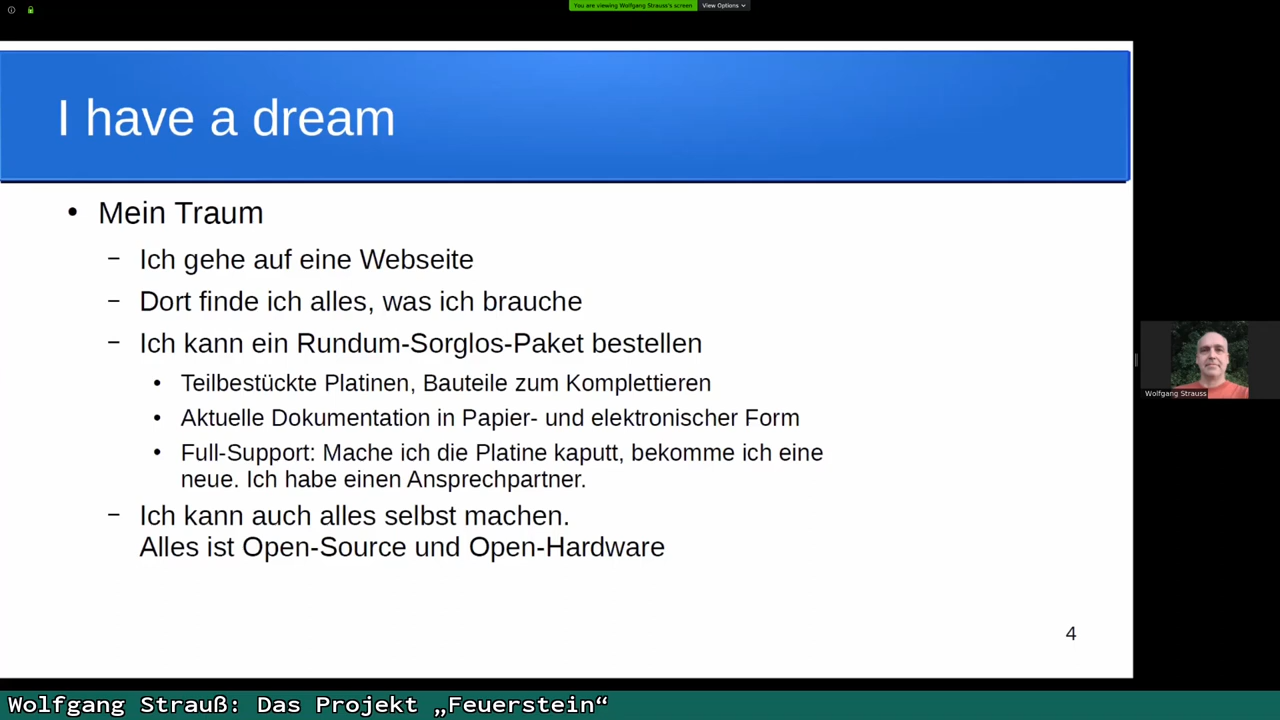 You are viewing Wolfgang Strauss's screen
View Options
I have a dream
• Mein Traum
– Ich gehe auf eine Webseite
– Dort finde ich alles, was ich brauche
– Ich kann ein Rundum-Sorglos-Paket bestellen
• Teilbestückte Platinen, Bauteile zum Komplettieren
• Aktuelle Dokumentation in Papier- und elektronischer Form
• Full-Support: Mache ich die Platine kaputt, bekomme ich eine
neue. Ich habe einen Ansprechpartner.
– Ich kann auch alles selbst machen.
Alles ist Open-Source und Open-Hardware
4
Wolfgang Strauss
Wolfgang Strauß: Das Projekt „Feuerstein“